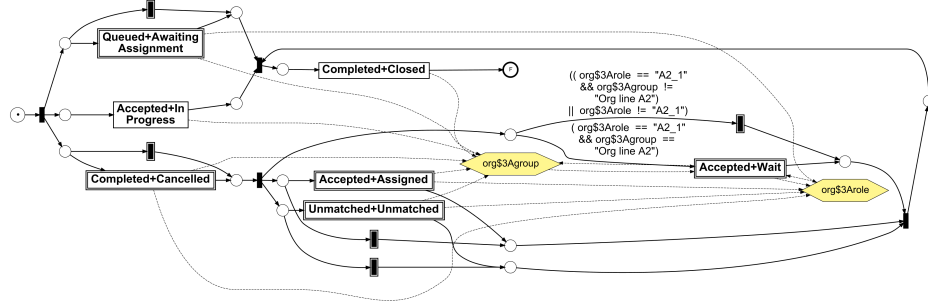 Queued+Awaiting
Assignment
Completed+Closed
F
(( org$3Arole == "A2_1"
&& org$3Agroup !=
"Org line A2")
|| org$3Arole != "A2_1")
( org$3Arole == "A2_1"
&& org$3Agroup ==
"Org line A2")
Accepted+In
Progress
org$3Agroup
Accepted+Wait
Completed+Cancelled
Accepted+Assigned
org$3Arole
Unmatched+Unmatched